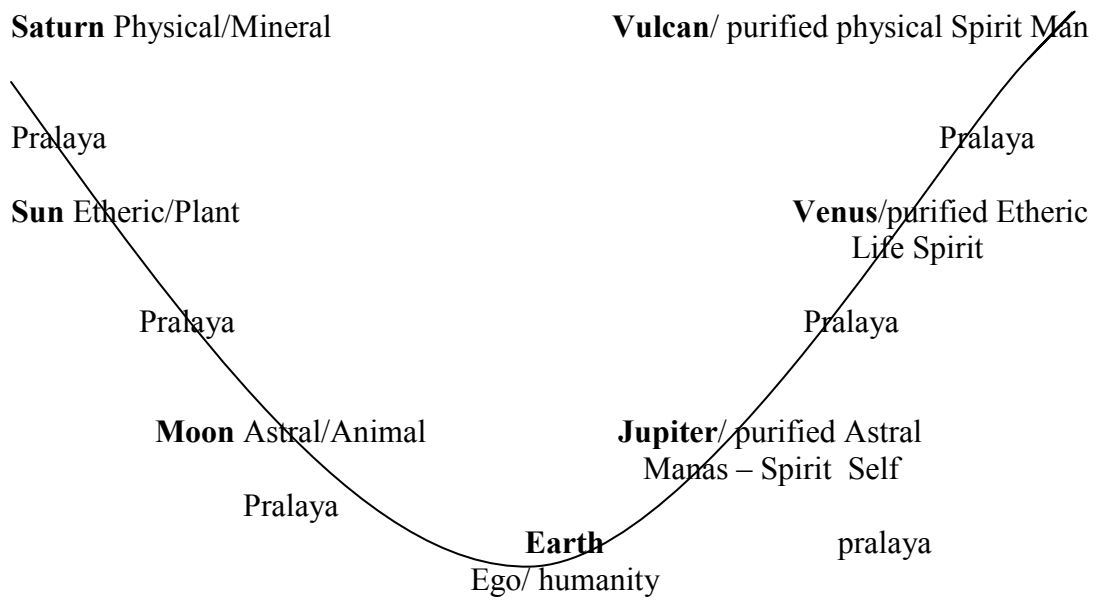 Saturn Physical/Mineral
Vulcan/ purified physical Spirit Man
Pralaya
Pralaya
Sun Etheric/Plant
Venus/purified Etheric
Life Spirit
Pralaya
Pralaya
Moon Astral/Animal
Jupiter/ purified Astral
Manas – Spirit Self
Pralaya
Earth
pralaya
Ego/ humanity